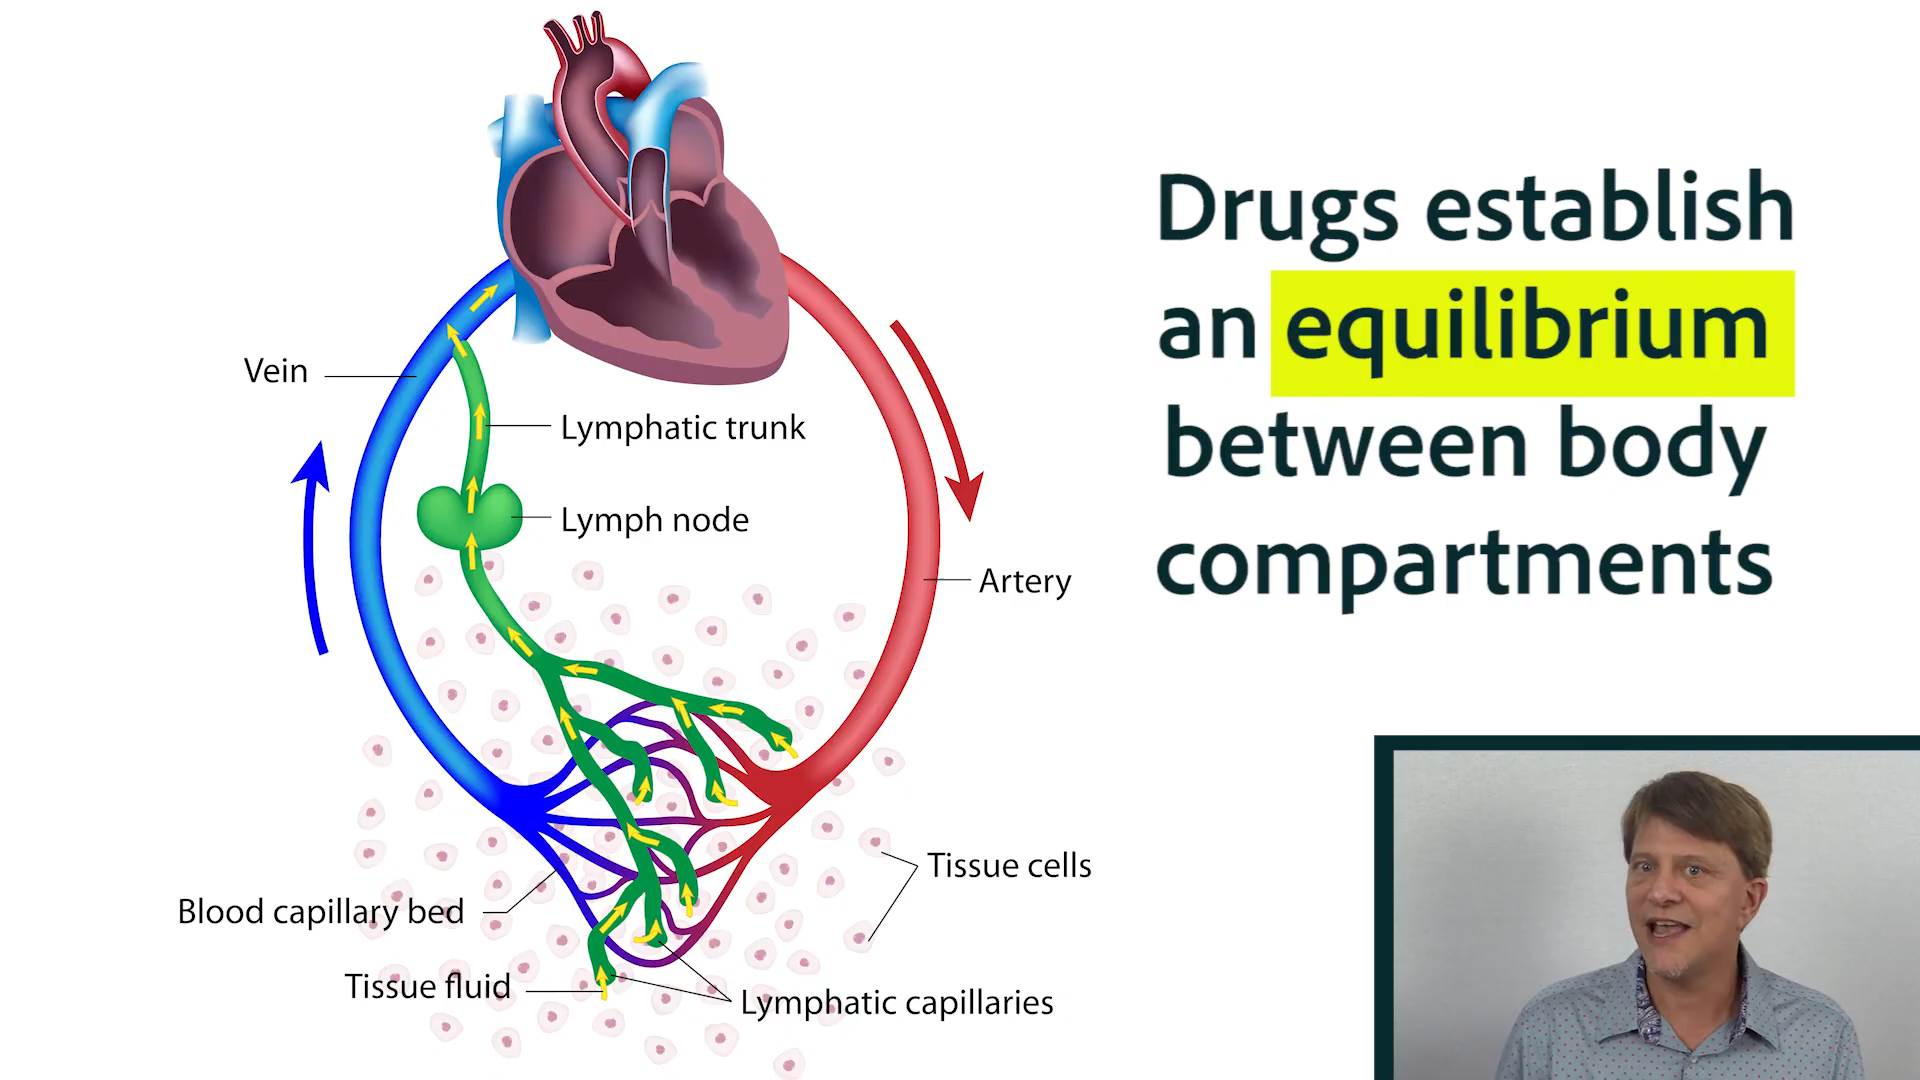 Drugs establish
an equilibrium
between body
compartments
Vein
Lymphatic trunk
Lymph node
Artery
Tissue cells
Blood capillary bed
Tissue fluid
Lymphatic capillaries